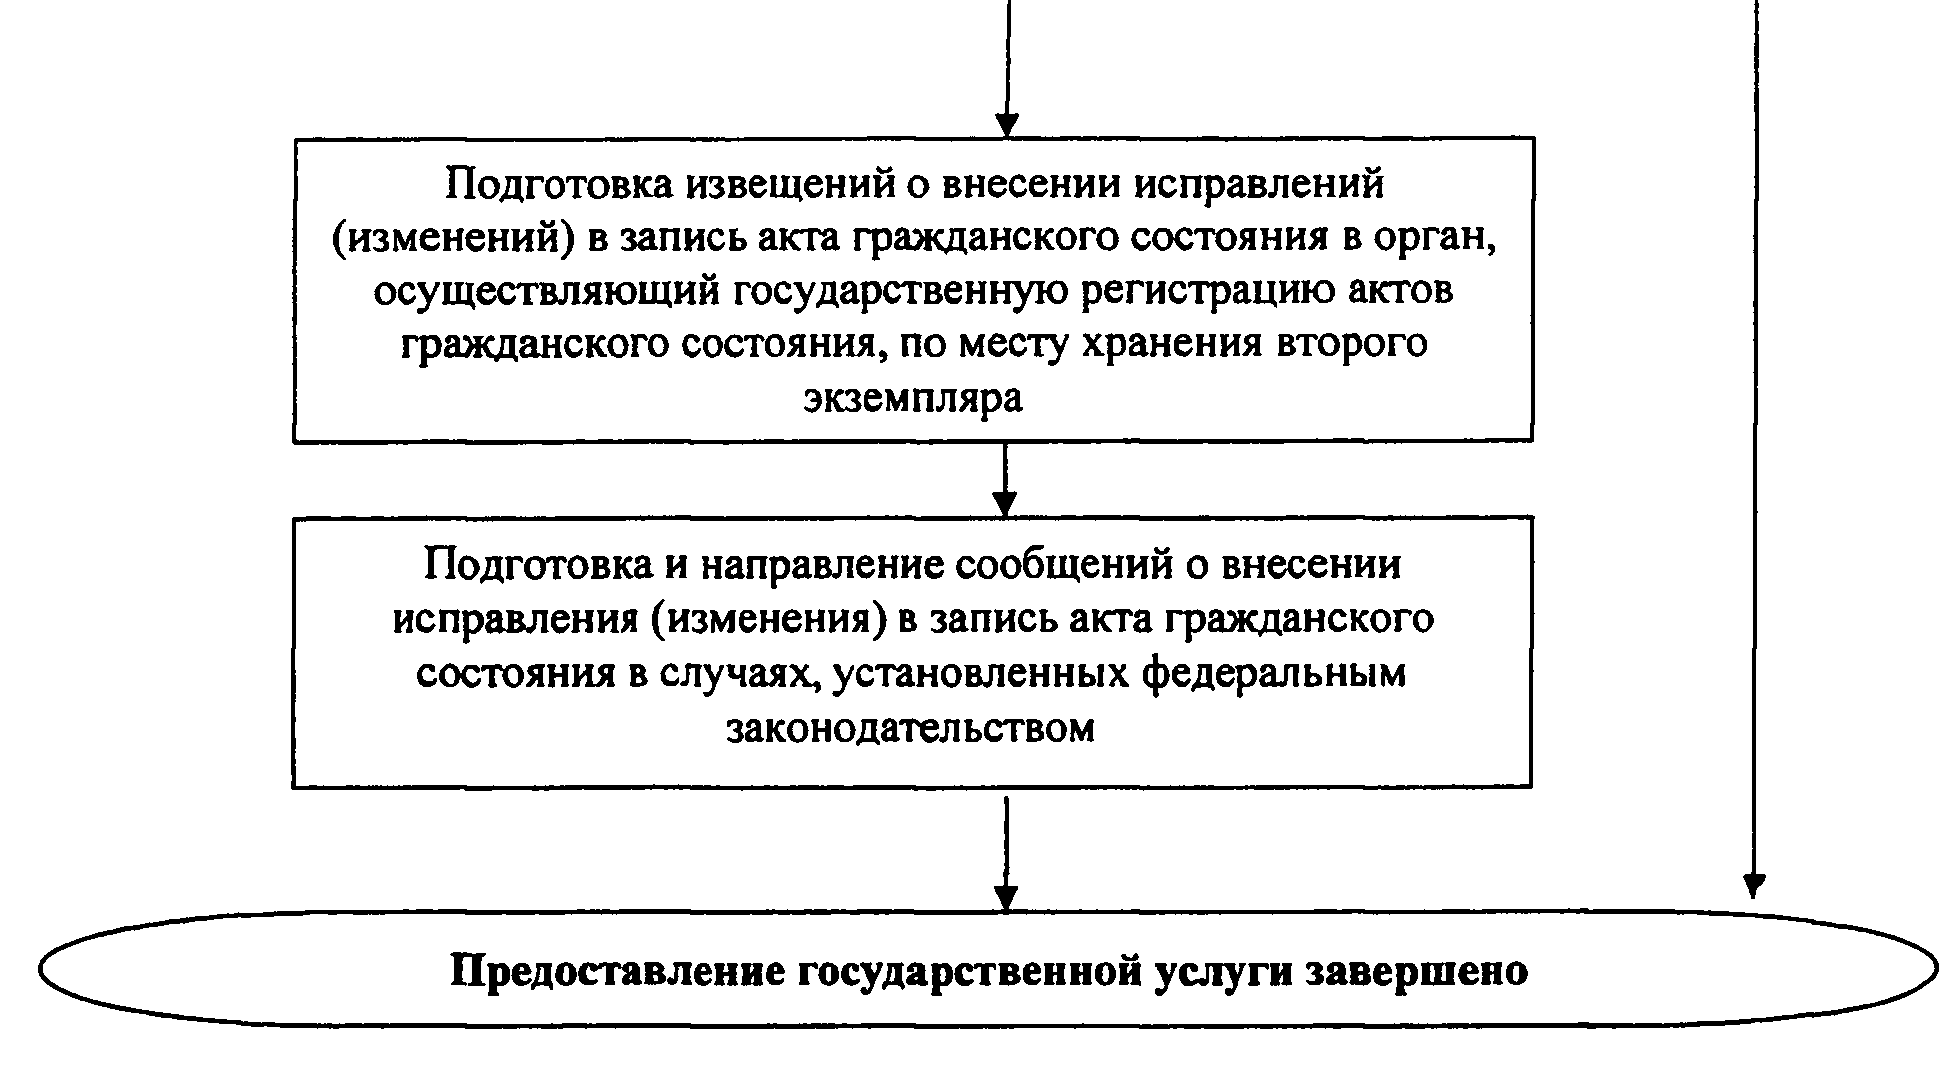 Подготовка извещений о внесении исправлений
(изменений) в запись акта гражданского состояния в орган,
осуществляющий государственную регистрацию актов
гражданского состояния, по месту хранения второго
экземпляра
Подготовка и направление сообщений о внесении
исправления (изменения) в запись акта гражданского
состояния в случаях, установленных федеральным
законодательством
Предоставление государственной услуги завершено